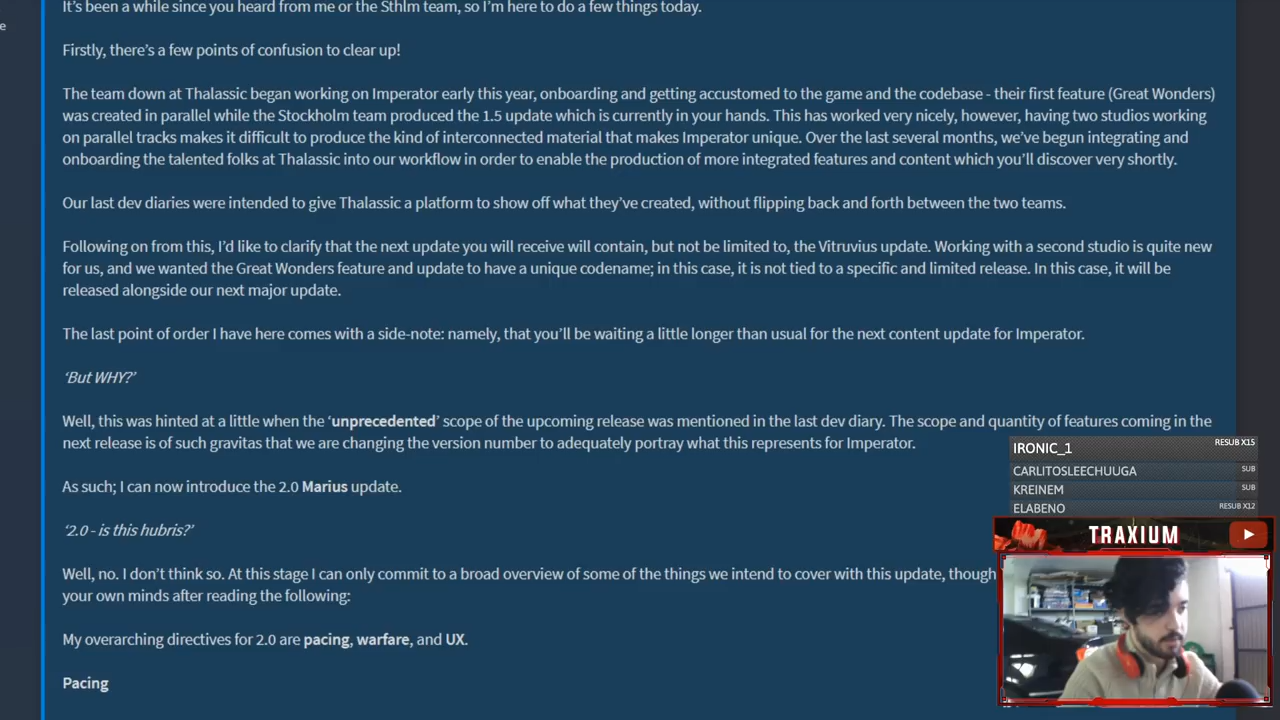 It's been a while since you heard from me or the Sthlm team, so I'm here to do a few things today.
Firstly, there's a few points of confusion to clear up!
The team down at Thalassic began working on Imperator early this year, onboarding and getting accustomed to the game and the codebase - their first feature (Great Wonders)
was created in parallel while the Stockholm team produced the 1.5 update which is currently in your hands. This has worked very nicely, however, having two studios working
on parallel tracks makes it difficult to produce the kind of interconnected material that makes Imperator unique. Over the last several months, we've begun integrating and
onboarding the talented folks at Thalassic into our workflow in order to enable the production of more integrated features and content which you'll discover very shortly.
Our last dev diaries were intended to give Thalassic a platform to show off what they've created, without flipping back and forth between the two teams.
Following on from this, I'd like to clarify that the next update you will receive will contain, but not be limited to, the Vitruvius update. Working with a second studio is quite new
for us, and we wanted the Great Wonders feature and update to have a unique codename; in this case, it is not tied to a specific and limited release. In this case, it will be
released alongside our next major update.
The last point of order I have here comes with a side-note: namely, that you'll be waiting a little longer than usual for the next content update for Imperator.
'But WHY?'
Well, this was hinted at a little when the 'unprecedented' scope of the upcoming release was mentioned in the last dev diary. The scope and quantity of features coming in the
next release is of such gravitas that we are changing the version number to adequately portray what this represents for Imperator.
As such; I can now introduce the 2.0 Marius update.
'2.0 - is this hubris?'
Well, no. I don't think so. At this stage I can only commit to a broad overview of some of the things we intend to cover with this update, though
your own minds after reading the following:
My overarching directives for 2.0 are pacing, warfare, and UX.
Pacing
IRONIC_1 RESUB X15
CARLITOSLEECHUUGA SUB
KREINEM SUB
ELABENO RESUB X12
TRAXIUM